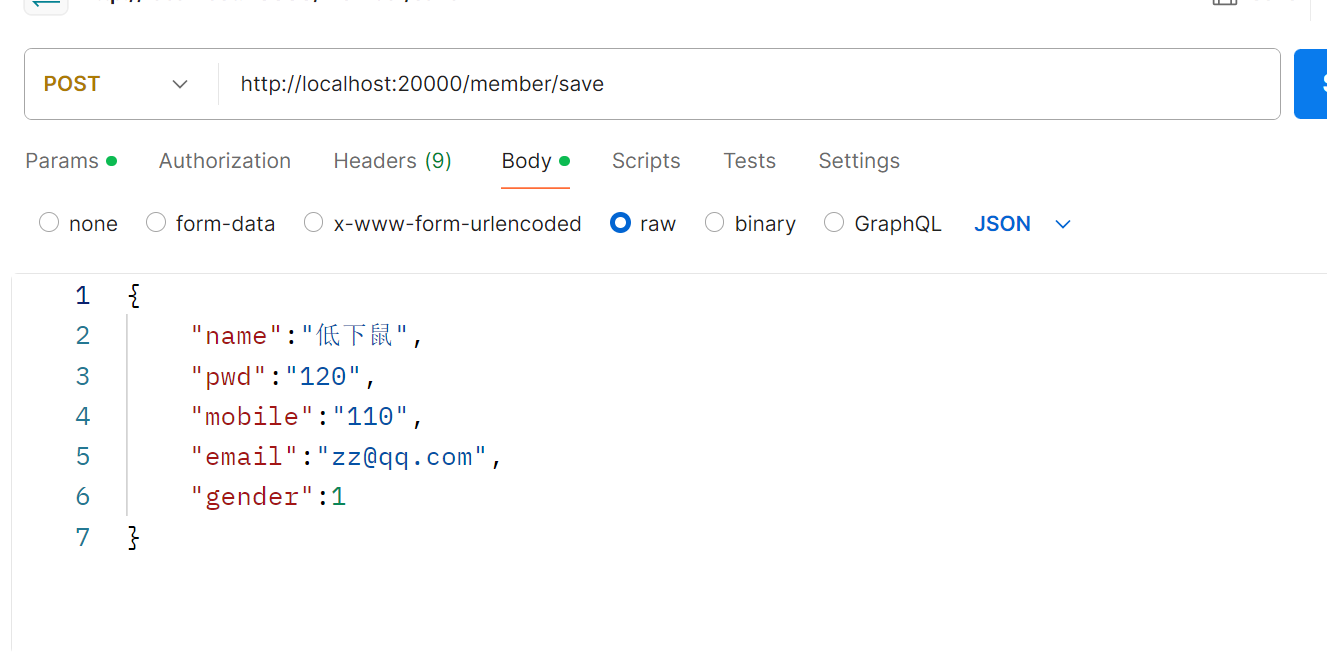 POST http://localhost:20000/member/save
Params Authorization Headers (9) Body Scripts Tests Settings
none form-data x-www-form-urlencoded raw binary GraphQL JSON
1 {
2 "name":"低下鼠",
3 "pwd":"120",
4 "mobile":"110",
5 "email":"zz@qq.com",
6 "gender":1
7 }